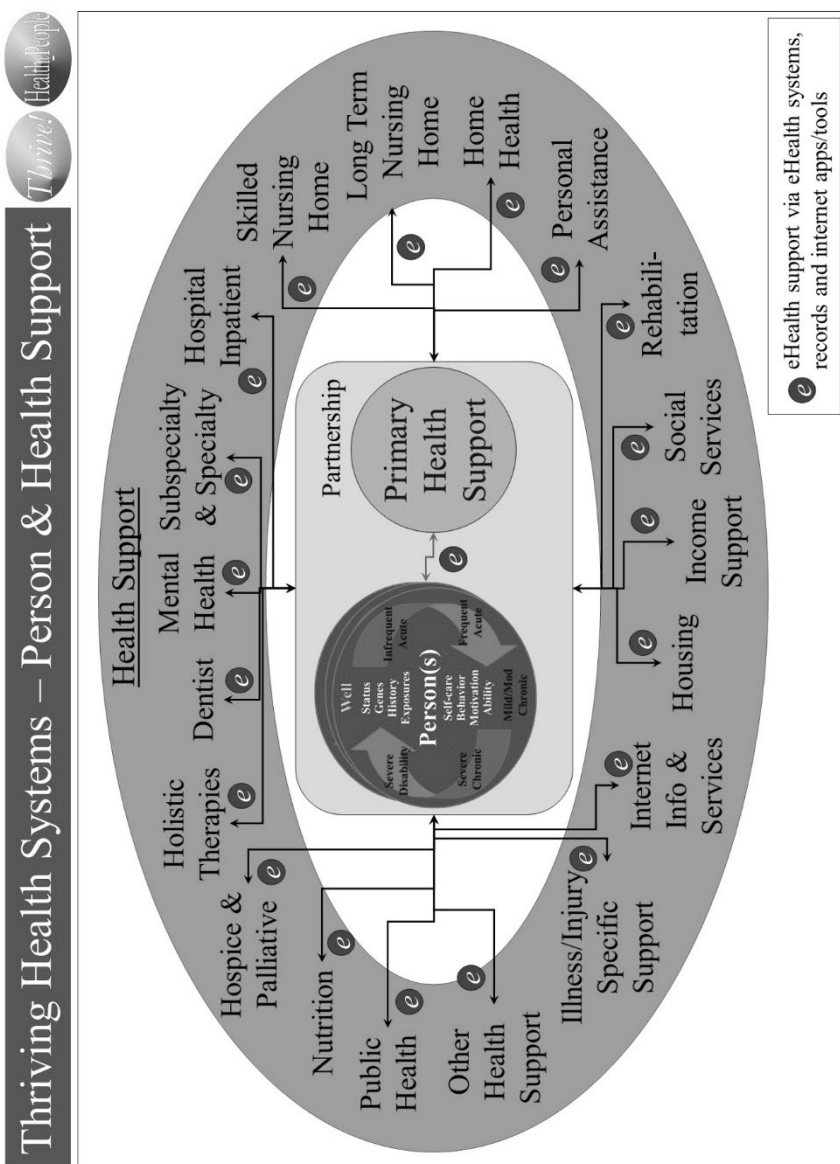 Thriving Health Systems – Person & Health Support
Thrive!
HealthePeople
Health Support
Holistic
Therapies
e
Dentist
e
Mental
Health
e
Subspecialty
& Specialty
e
Hospital
Inpatient
e
Skilled
Nursing
Home
e
Long Term
Nursing
Home
e
Home
Health
e
Personal
Assistance
e
Rehabili-
tation
e
Social
Services
e
Income
Support
e
Housing
e
Internet
Info &
Services
e
Illness/Injury
Specific
Support
e
Other
Health
Support
e
Public
Health
e
Nutrition
e
Hospice &
Palliative
e
Partnership
Primary
Health
Support
e
Well
Status
Genes
History
Exposures
Person(s)
Self-care
Behavior
Motivation
Ability
Infrequent
Acute
Frequent
Acute
Mild/Mod
Chronic
Severe
Chronic
Severe
Disability
e eHealth support via eHealth systems,
records and internet apps/tools